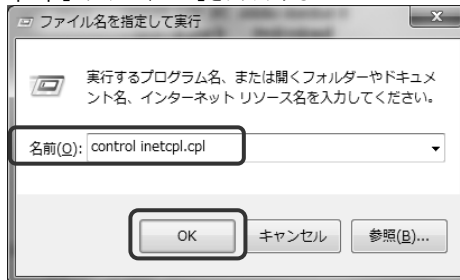 ファイル名を指定して実行
実行するプログラム名、または開くフォルダーやドキュメ
ント名、インターネット リソース名を入力してください。
名前(O): control inetcpl.cpl
OK
キャンセル
参照(B)...